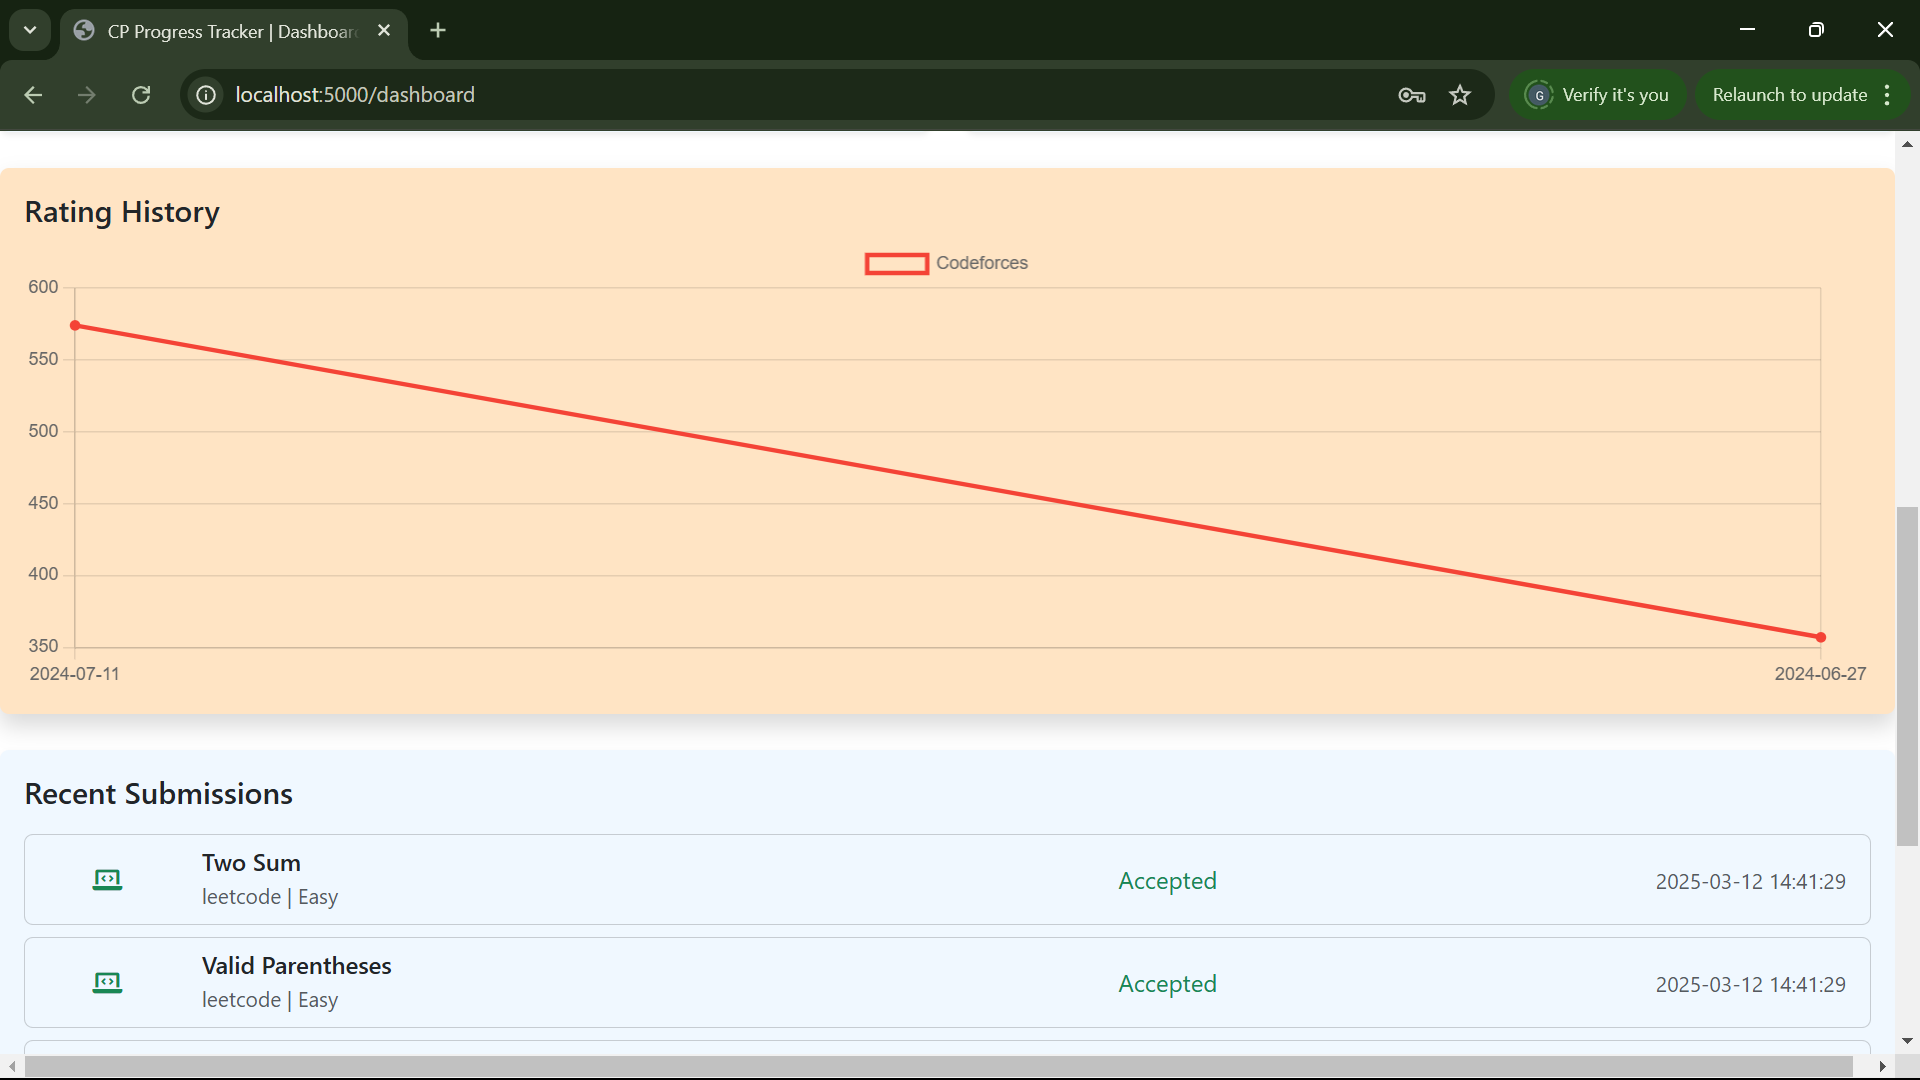 CP Progress Tracker | Dashboar
localhost:5000/dashboard
G
Verify it's you
Relaunch to update
Rating History
Codeforces
600
550
500
450
400
350
2024-07-11
2024-06-27
Recent Submissions
Two Sum
leetcode | Easy
Accepted
2025-03-12 14:41:29
Valid Parentheses
leetcode | Easy
Accepted
2025-03-12 14:41:29